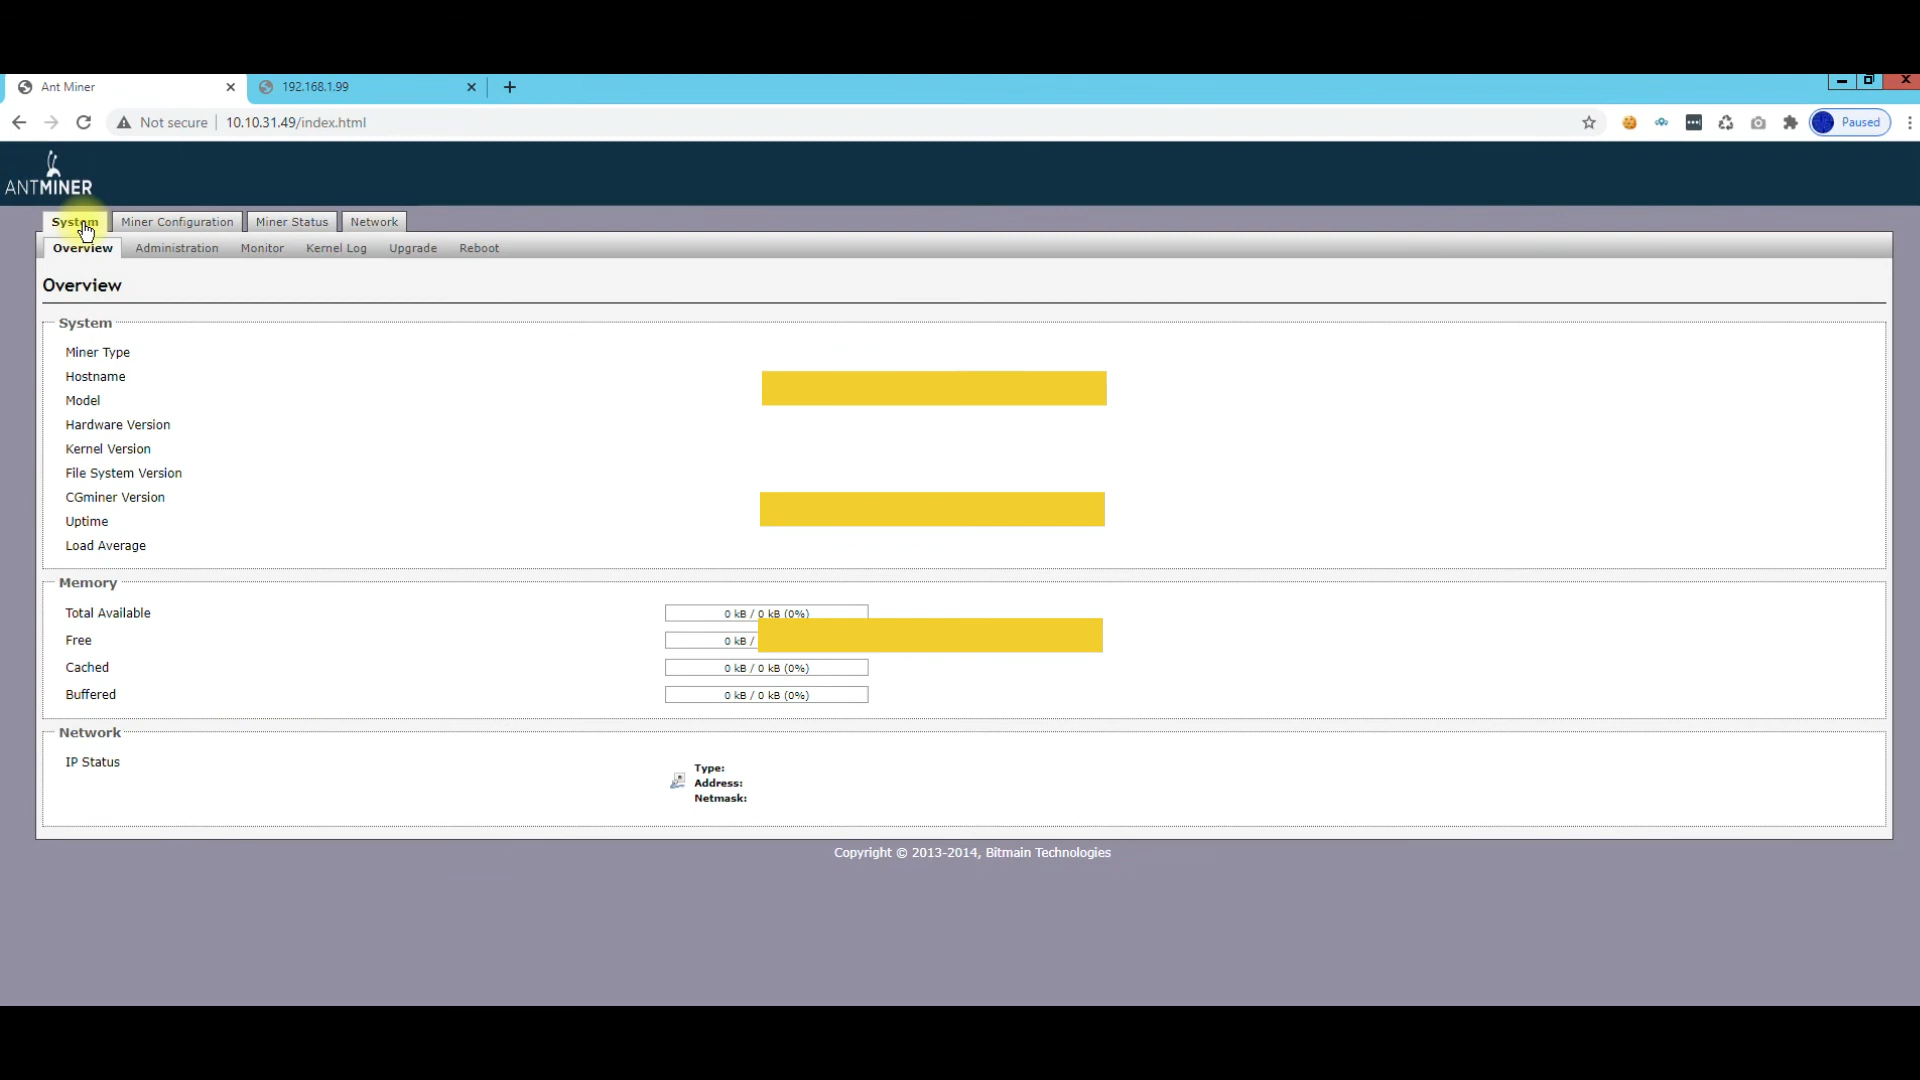 Ant Miner
192.168.1.99
Not secure
10.10.31.49/index.html
Paused
ANTMINER
System Miner Configuration Miner Status Network
Overview Administration Monitor Kernel Log Upgrade Reboot
Overview
System
Miner Type
Hostname
Model
Hardware Version
Kernel Version
File System Version
CGminer Version
Uptime
Load Average
Memory
Total Available 0 kB / 0 kB (0%)
Free 0 kB /
Cached 0 kB / 0 kB (0%)
Buffered 0 kB / 0 kB (0%)
Network
IP Status
Type:
Address:
Netmask:
Copyright © 2013-2014, Bitmain Technologies